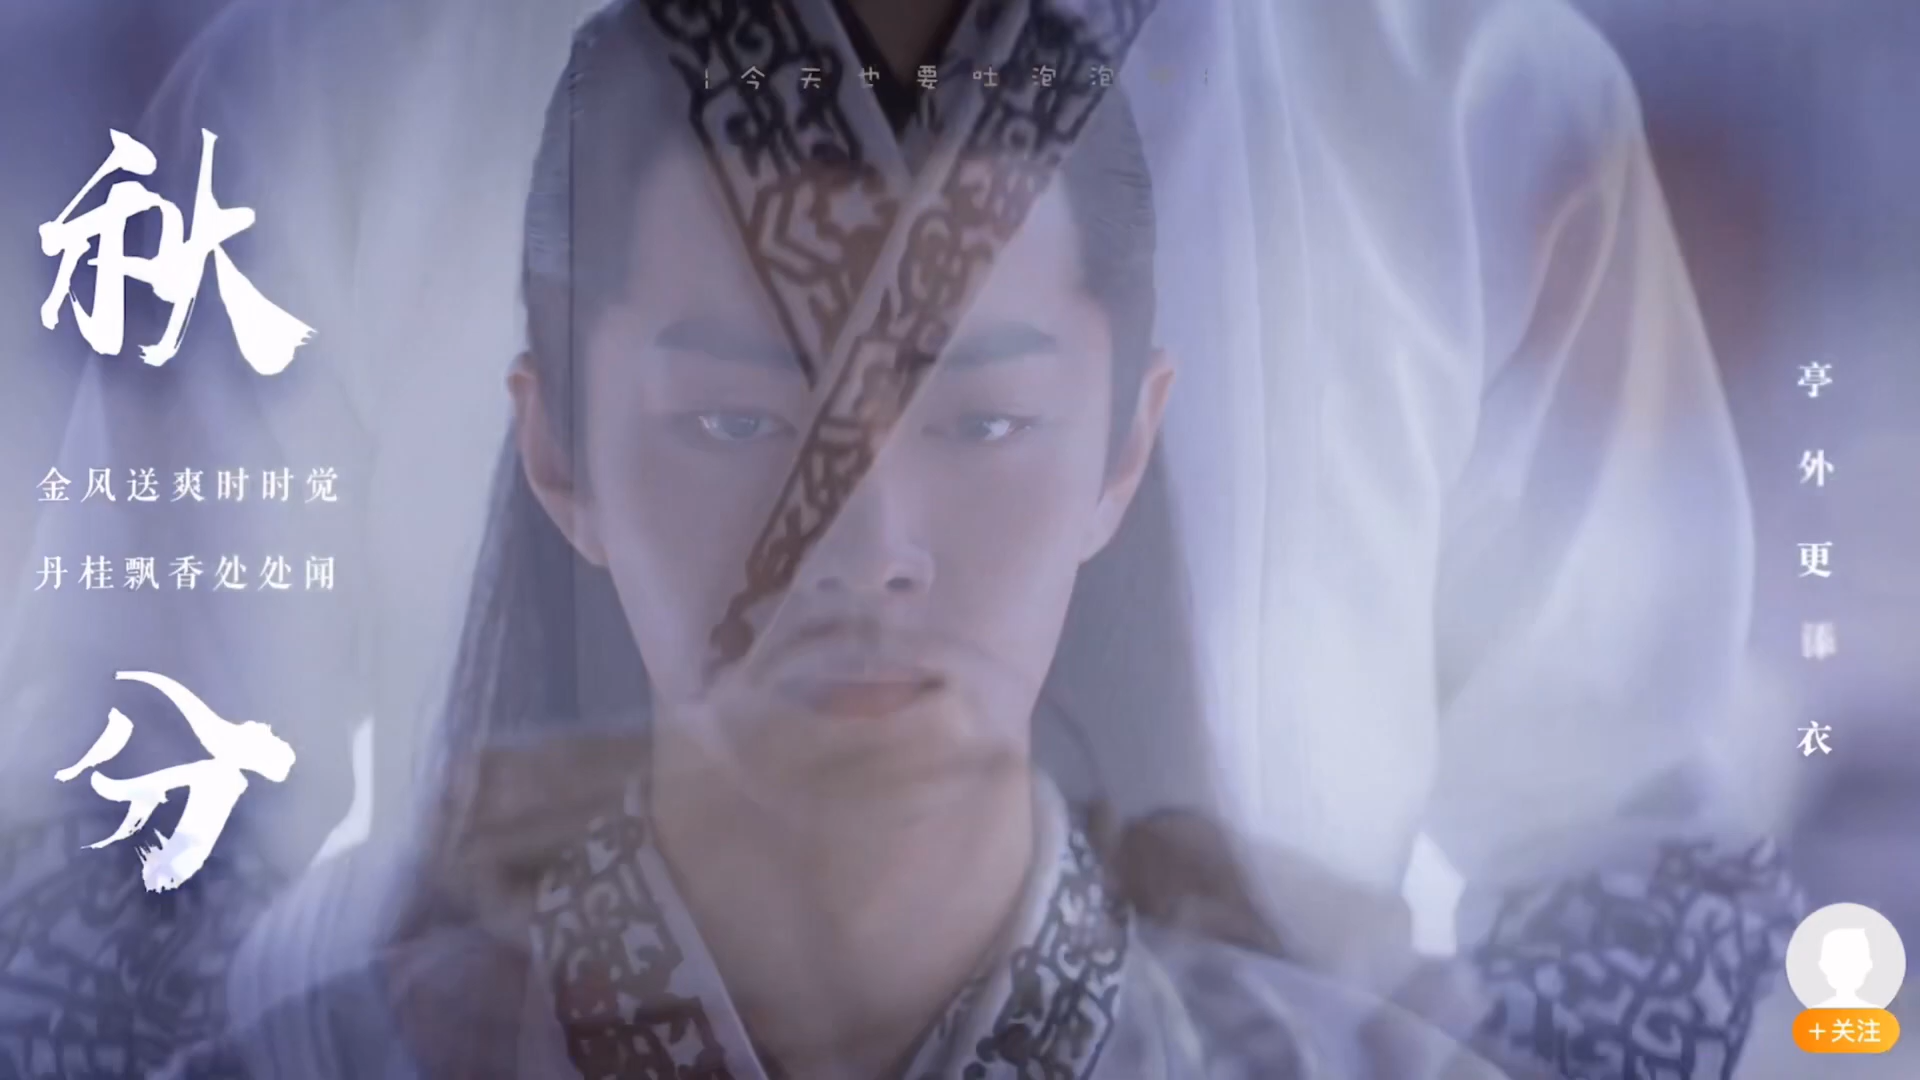 今天也要吐泡泡
秋
金风送爽时时觉
丹桂飘香处处闻
分
亭外更
衣
+关注